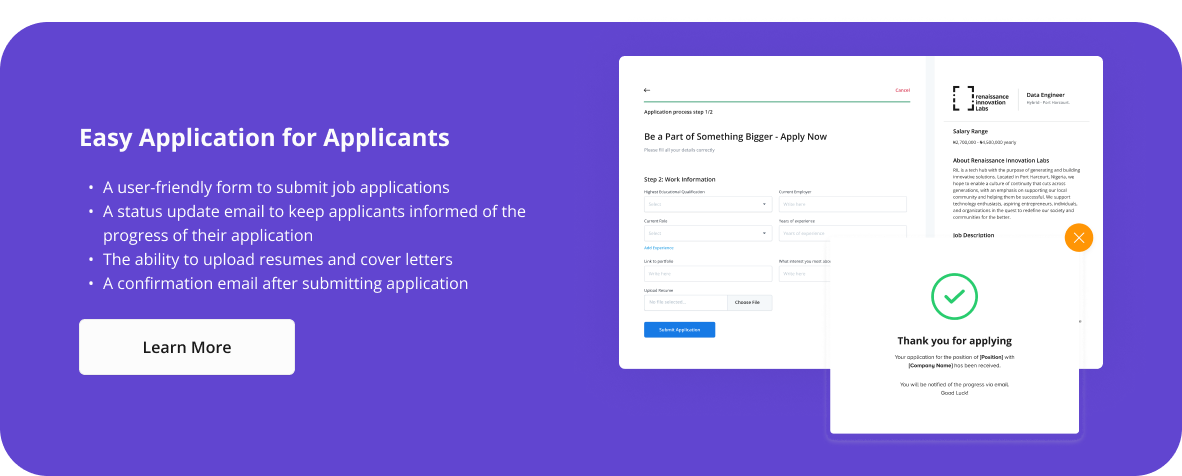 Easy Application for Applicants
• A user-friendly form to submit job applications
• A status update email to keep applicants informed of the
progress of their application
• The ability to upload resumes and cover letters
• A confirmation email after submitting application
Learn More
Cancel
Application process step 1/2
Be a Part of Something Bigger - Apply Now
Please fill all your details correctly
Step 2: Work Information
Highest Educational Qualification
Select
Current Employer
Write here
Current Role
Select
Years of experience
Years of experience
Add Experience
Link to portfolio
Write here
What interest you most abou
Write here
Upload Resume
No file selected...
Choose File
Submit Application
renaissance
innovation
Labs
Data Engineer
Hybrid - Port Harcourt
Salary Range
₦2,700,000 - ₦4,500,000 yearly
About Renaissance Innovation Labs
RIL is a tech hub with the purpose of generating and building
innovative solutions. Located in Port Harcourt, Nigeria, we
hope to enable a culture of continuity that cuts across
generations, with an emphasis on supporting our local
community and helping them be successful. We support
technology enthusiasts, aspiring entrepreneurs, individuals,
and organisations in the quest to redefine our society and
communities for the better.
Job Description
Thank you for applying
Your application for the position of [Position] with
[Company Name] has been received.
You will be notified of the progress via email.
Good Luck!